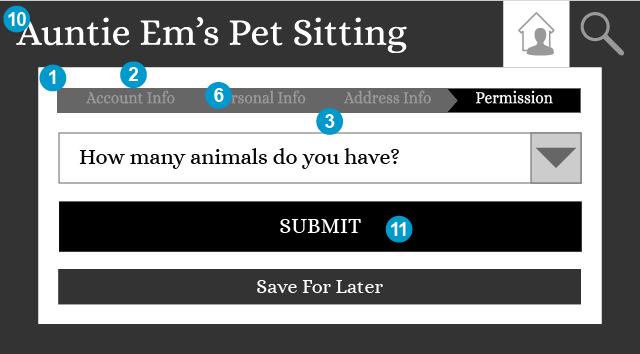 10
Auntie Em's Pet Sitting
1
2
Account Info
6
rsonal Info
Address Info
Permission
3
How many animals do you have?
SUBMIT
11
Save For Later